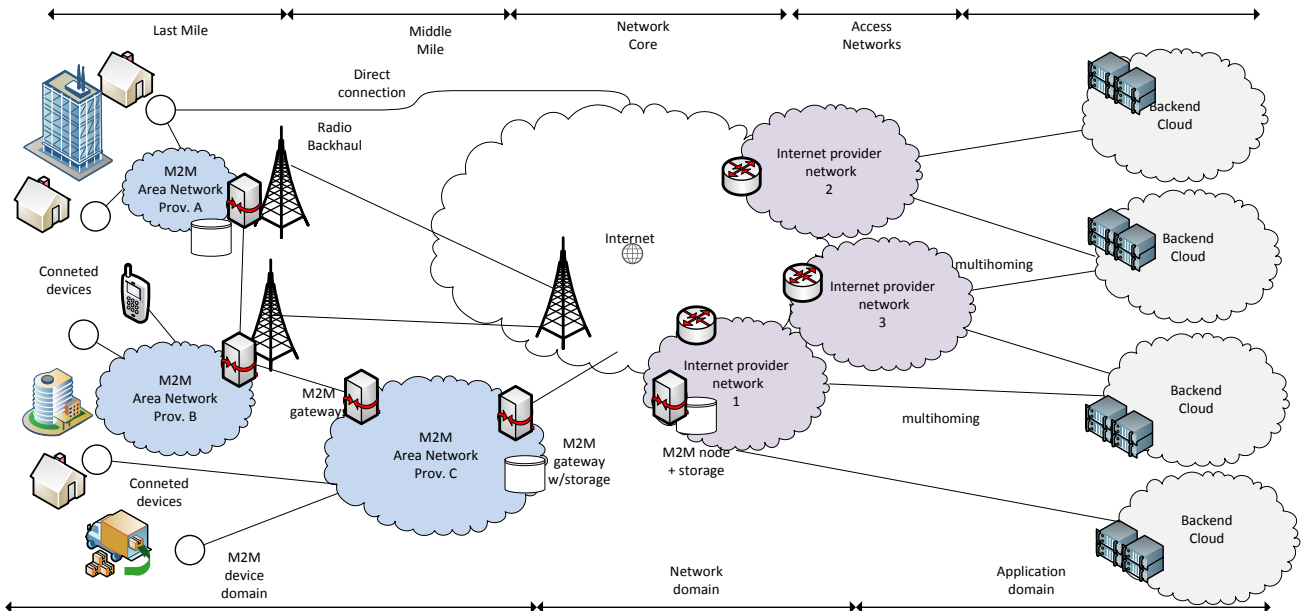 Last Mile
Middle
Mile
Network
Core
Access
Networks
Direct
connection
Radio
Backhaul
Backend
Cloud
M2M
Area Network
Prov. A
Internet provider
network
2
Internet
Backend
Cloud
multihoming
Conneted
devices
Internet provider
network
3
M2M
Area Network
Prov. B
M2M
gateway
Internet provider
network
1
Backend
Cloud
multihoming
M2M
Area Network
Prov. C
M2M
gateway
w/storage
M2M node
+ storage
Conneted
devices
Backend
Cloud
M2M
device
domain
Network
domain
Application
domain